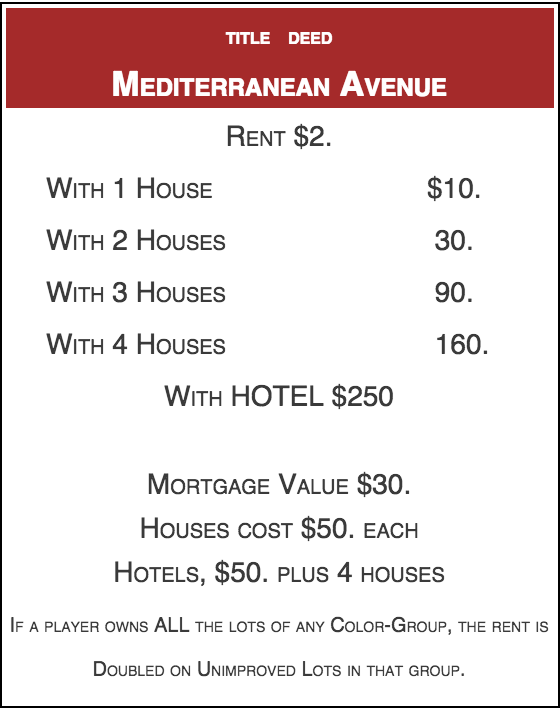 TITLE DEED
MEDITERRANEAN AVENUE
RENT $2.
WITH 1 HOUSE $10.
WITH 2 HOUSES 30.
WITH 3 HOUSES 90.
WITH 4 HOUSES 160.
WITH HOTEL $250
MORTGAGE VALUE $30.
HOUSES COST $50. EACH
HOTELS, $50. PLUS 4 HOUSES
IF A PLAYER OWNS ALL THE LOTS OF ANY COLOR-GROUP, THE RENT IS
DOUBLED ON UNIMPROVED LOTS IN THAT GROUP.